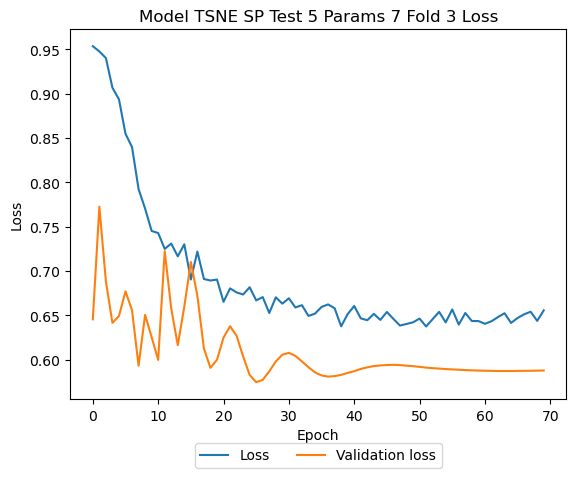 Model TSNE SP Test 5 Params 7 Fold 3 Loss
0.95
0.90
0.85
0.80
0.75
0.70
0.65
0.60
Loss
0 10 20 30 40 50 60 70
Epoch
Loss Validation loss